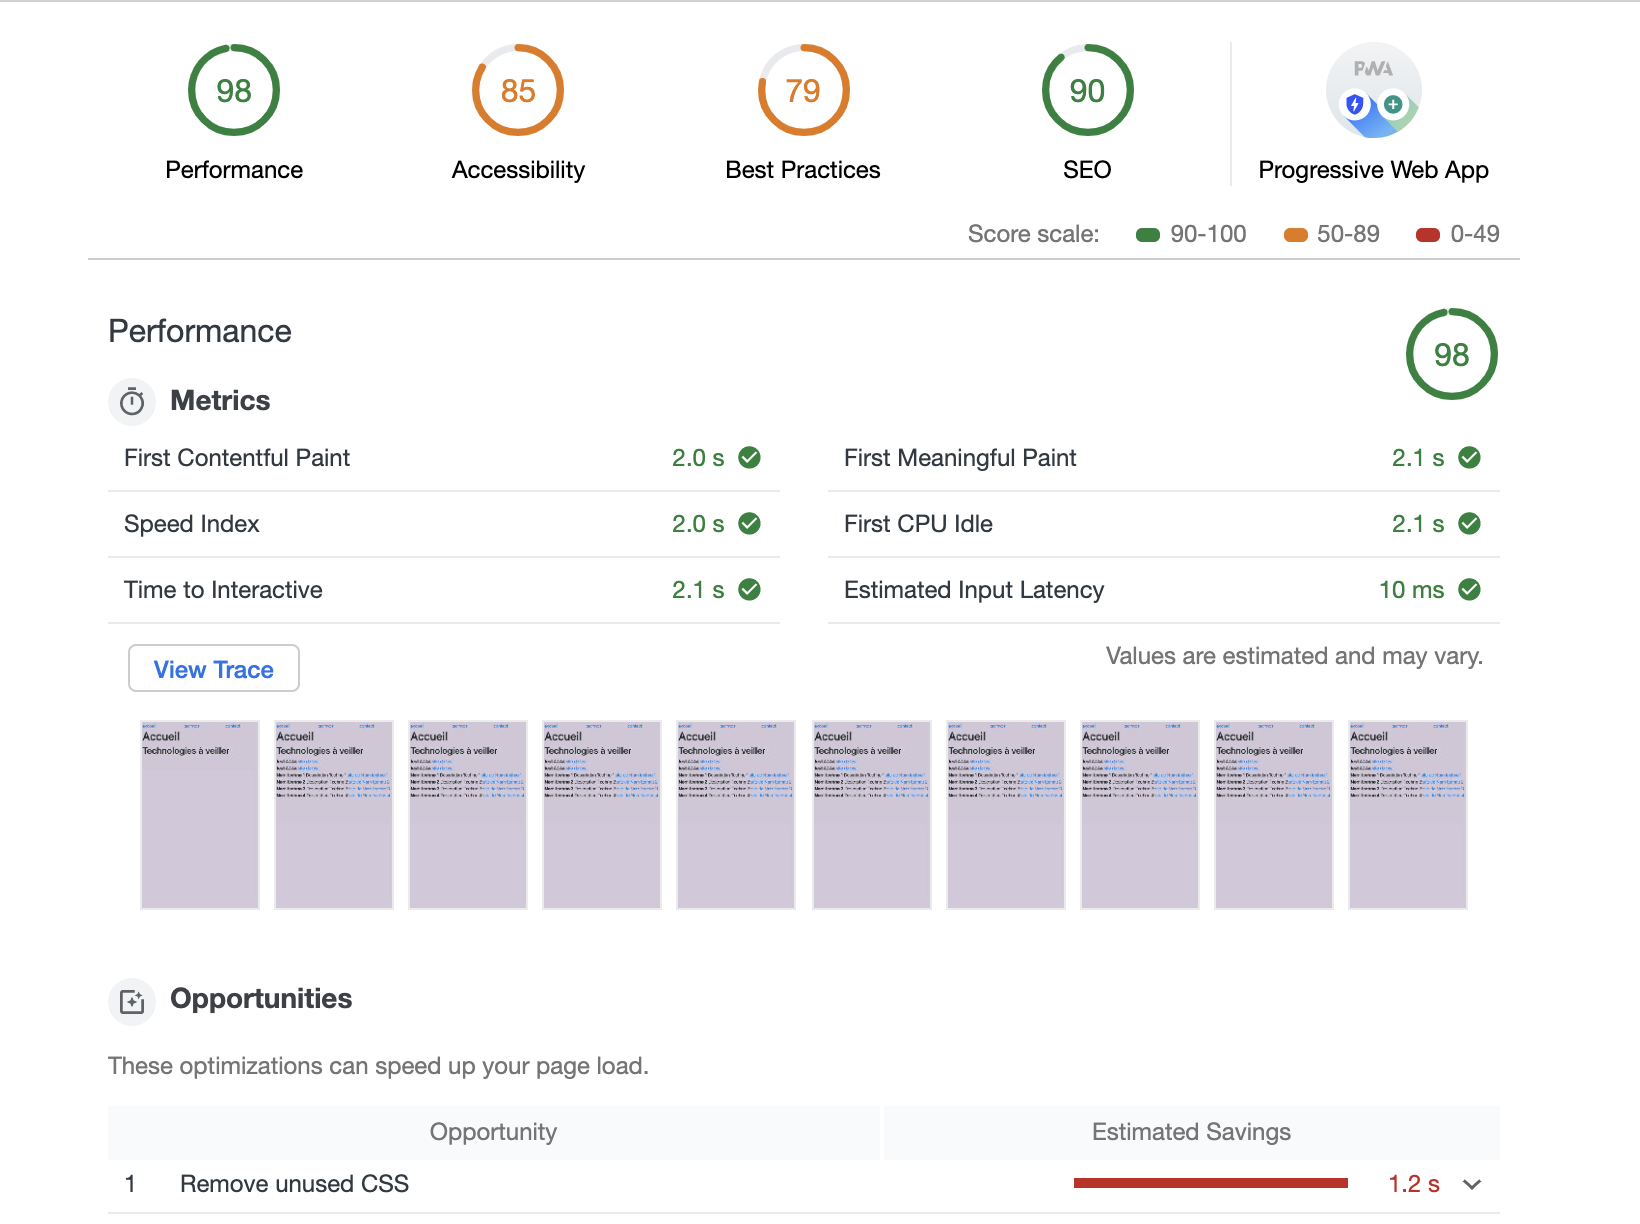 98
Performance
85
Accessibility
79
Best Practices
90
SEO
PWA
Progressive Web App
Score scale: 90-100 50-89 0-49
Performance
98
Metrics
First Contentful Paint 2.0 s
First Meaningful Paint 2.1 s
Speed Index 2.0 s
First CPU Idle 2.1 s
Time to Interactive 2.1 s
Estimated Input Latency 10 ms
View Trace
Values are estimated and may vary.
Accueil
Technologies à veiller
Accueil
Technologies à veiller
Accueil
Technologies à veiller
Accueil
Technologies à veiller
Accueil
Technologies à veiller
Accueil
Technologies à veiller
Accueil
Technologies à veiller
Accueil
Technologies à veiller
Accueil
Technologies à veiller
Accueil
Technologies à veiller
Opportunities
These optimizations can speed up your page load.
Opportunity Estimated Savings
1 Remove unused CSS 1.2 s